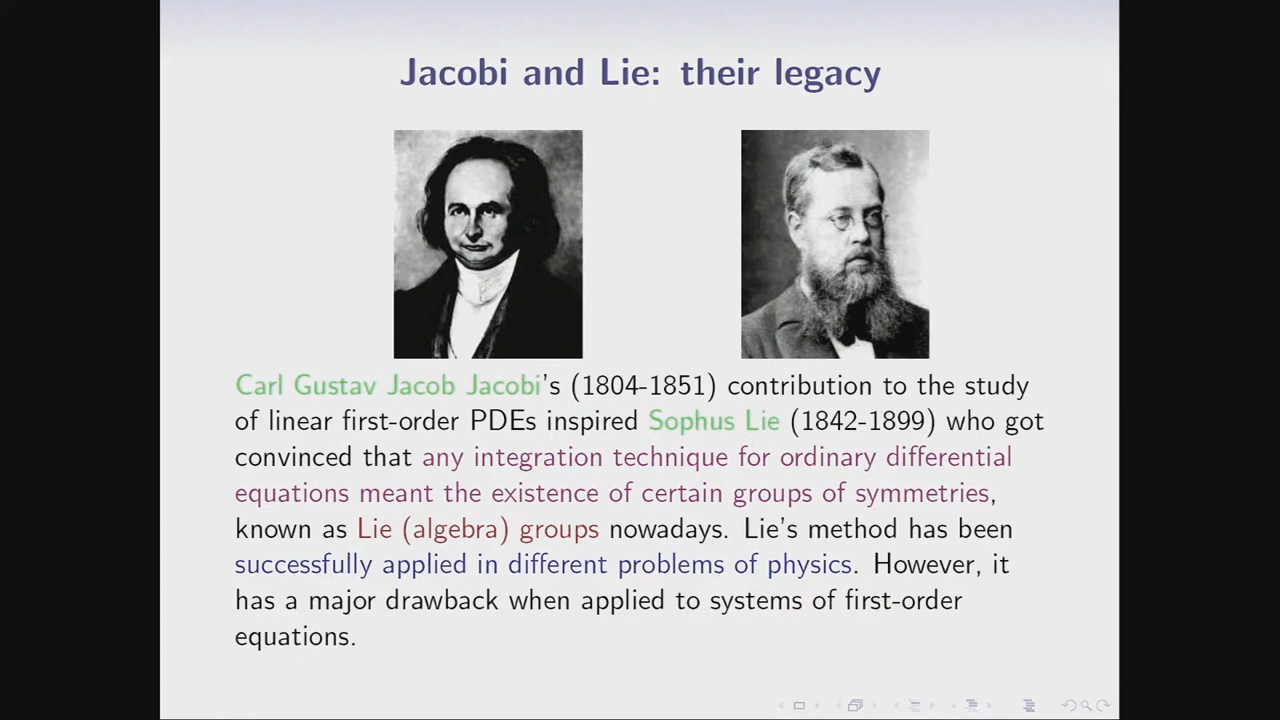 Jacobi and Lie: their legacy
Carl Gustav Jacob Jacobi's (1804-1851) contribution to the study
of linear first-order PDEs inspired Sophus Lie (1842-1899) who got
convinced that any integration technique for ordinary differential
equations meant the existence of certain groups of symmetries,
known as Lie (algebra) groups nowadays. Lie's method has been
successfully applied in different problems of physics. However, it
has a major drawback when applied to systems of first-order
equations.